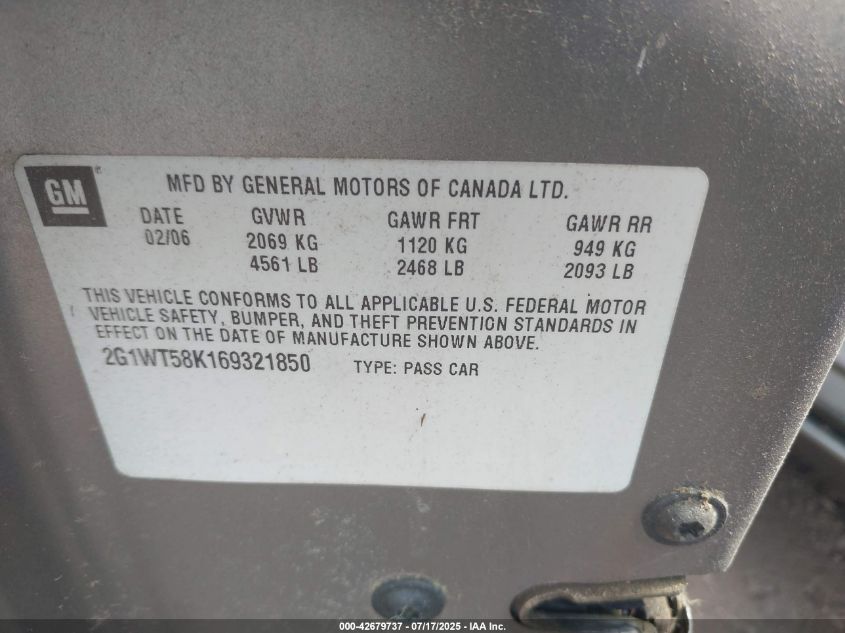 GM
MFD BY GENERAL MOTORS OF CANADA LTD.
DATE GVWR GAWR FRT GAWR RR
02/06 2069 KG 1120 KG 949 KG
4561 LB 2468 LB 2093 LB
THIS VEHICLE CONFORMS TO ALL APPLICABLE U.S. FEDERAL MOTOR
VEHICLE SAFETY, BUMPER, AND THEFT PREVENTION STANDARDS IN
EFFECT ON THE DATE OF MANUFACTURE SHOWN ABOVE.
2G1WT58K169321850 TYPE: PASS CAR
000-42679737 - 07/17/2025 - IAA Inc.